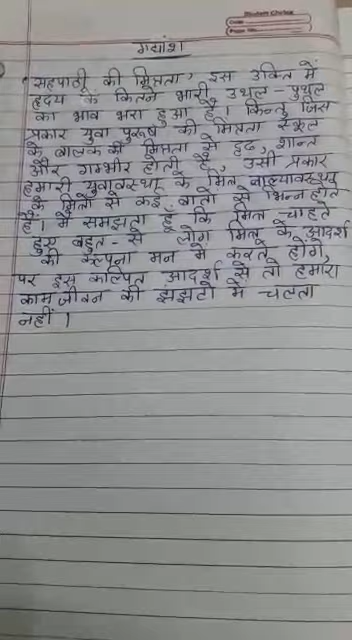 गद्यांश
'सहपाठी की मित्रता', इस उक्ति में
हृदय के कितने भारी उथल-पुथल
का भाव भरा हुआ है। किन्तु जिस
प्रकार युवा पुरुष की मित्रता स्कूल
के बालक की मित्रता से दृढ़, शान्त
और गम्भीर होती है, उसी प्रकार
हमारी युवावस्था के मित्र बाल्यावस्था
के मित्रों से कई बातों से भिन्न होते
हैं। मैं समझता हूँ कि मित्र चाहते
हुए बहुत-से लोग मित्र के आदर्श
की कल्पना मन में करते होंगे,
पर इस कल्पित आदर्श से तो हमारा
काम जीवन की झंझटों में चलता
नहीं।